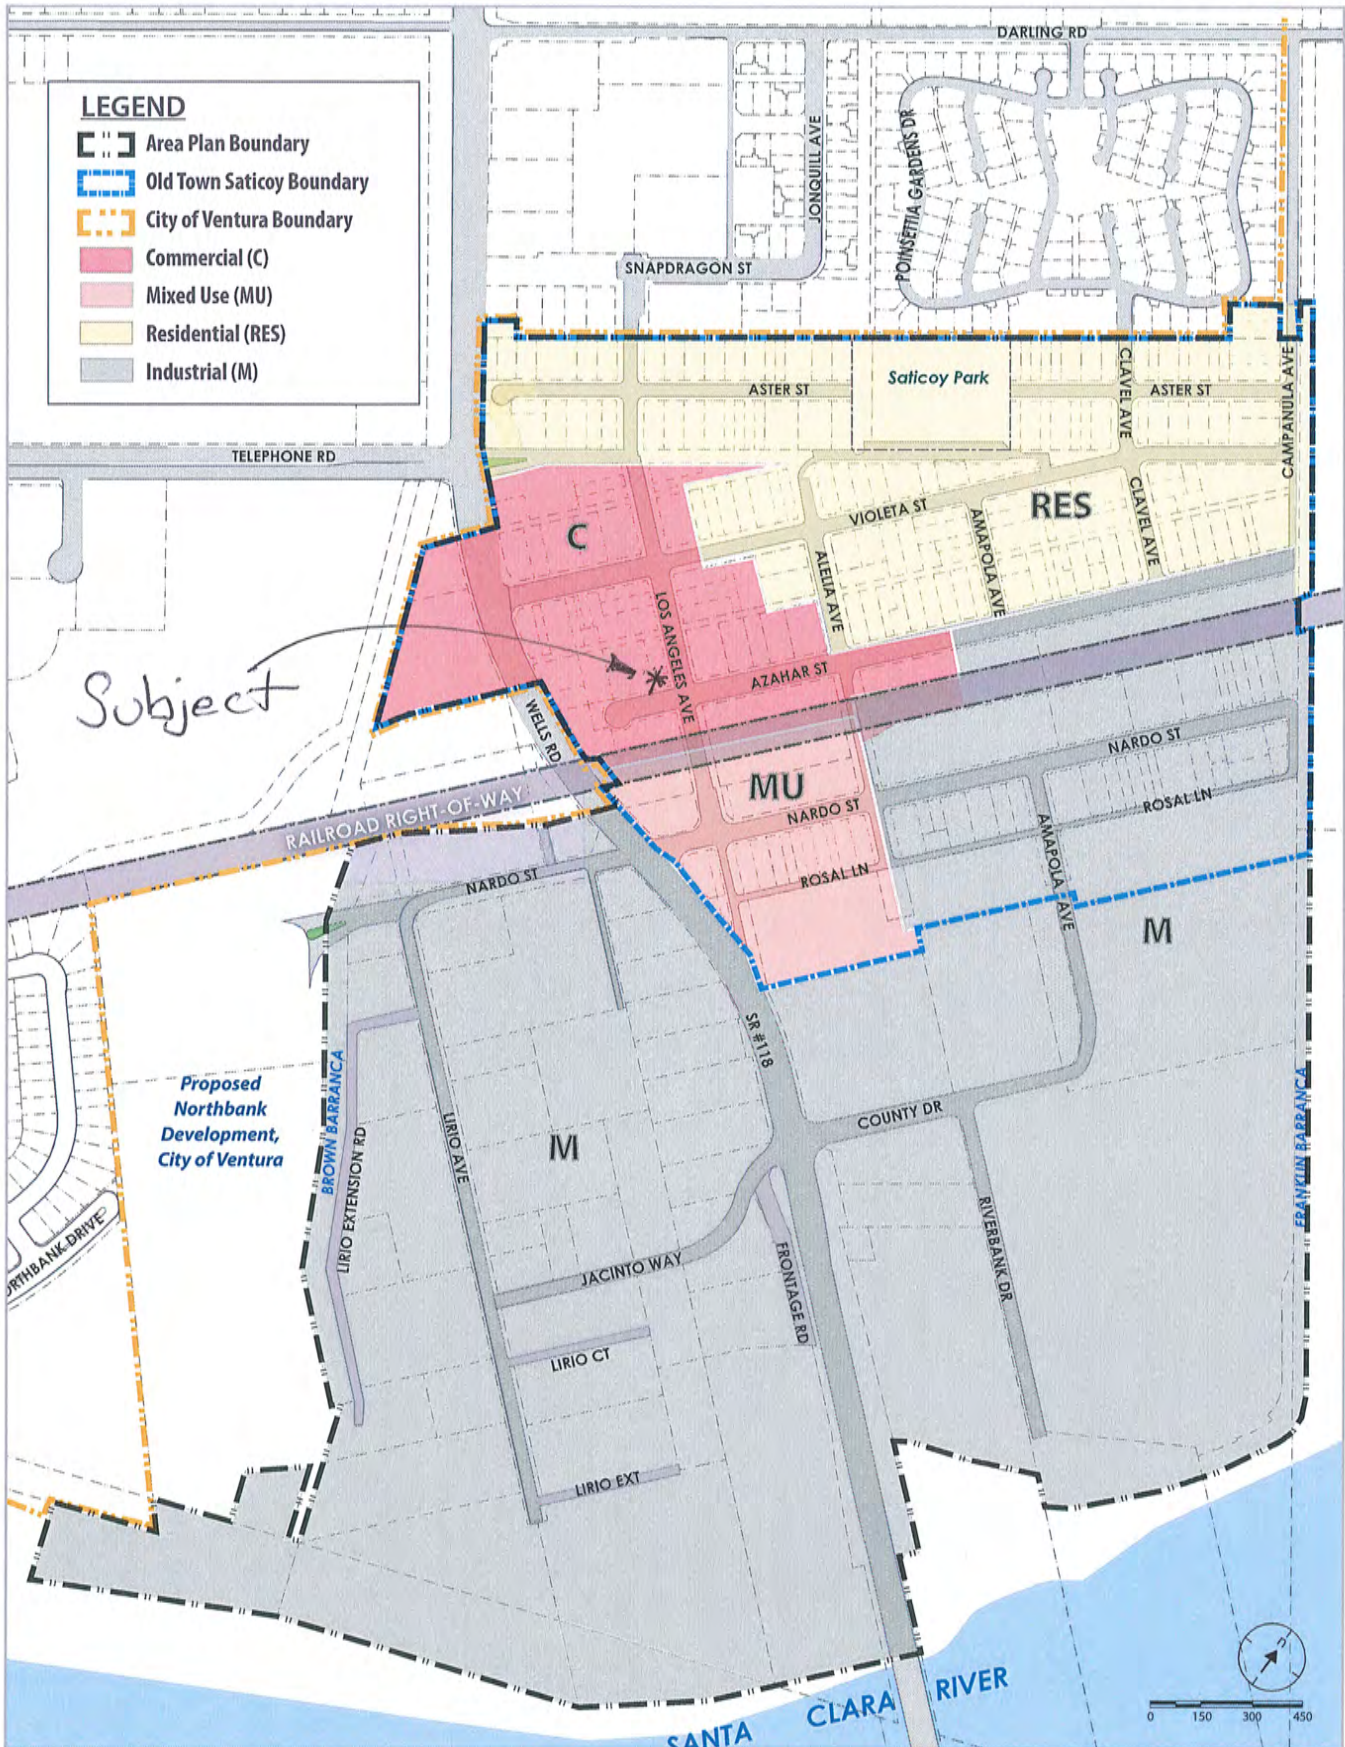 DARLING RD
LEGEND
Area Plan Boundary
Old Town Saticoy Boundary
City of Ventura Boundary
Commercial (C)
Mixed Use (MU)
Residential (RES)
Industrial (M)
JONQUILL AVE
POINSETTIA GARDENS DR
SNAPDRAGON ST
Saticoy Park
ASTER ST
CLAVEL AVE
ASTER ST
CAMPANULA AVE
TELEPHONE RD
C
VIOLETA ST
RES
CLAVEL AVE
AMAPOLA AVE
ALELIA AVE
LOS ANGELES AVE
Subject
AZAHAR ST
WELLS RD
RAILROAD RIGHT-OF-WAY
MU
NARDO ST
NARDO ST
ROSAL LN
AMAPOLA AVE
NARDO ST
ROSAL LN
M
SR #118
Proposed
Northbank
Development,
City of Ventura
BROWN BARRANCA
LIRIO EXTENSION RD
LIRIO AVE
M
COUNTY DR
FRANKLIN BARRANCA
RIVERBANK DR
ORTHBANK DRIVE
JACINTO WAY
FRONTAGE RD
LIRIO CT
LIRIO EXT
SANTA CLARA RIVER
n
0 150 300 450